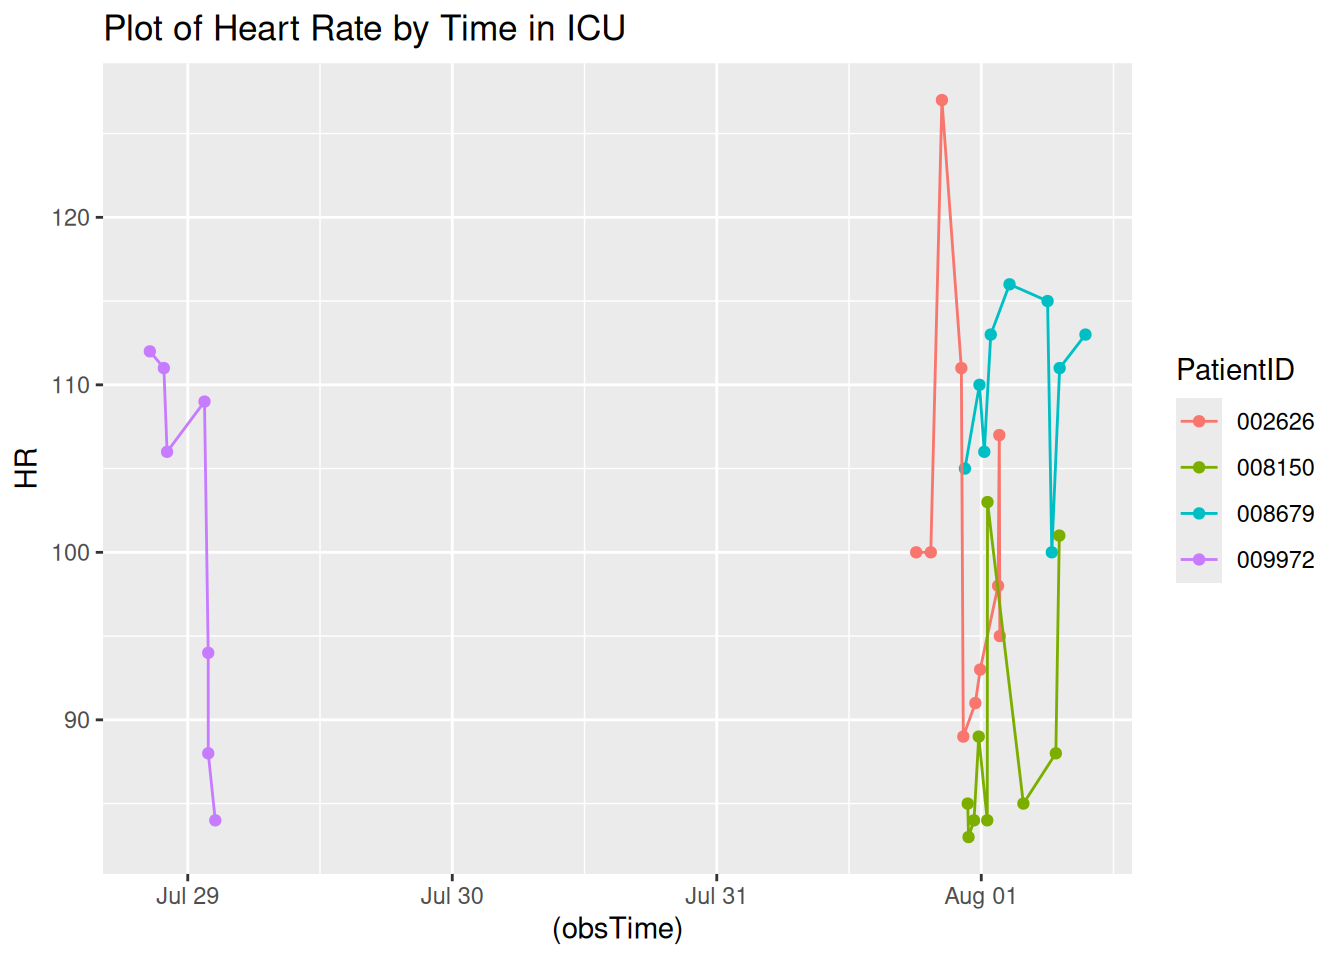 Plot of Heart Rate by Time in ICU
120
110
100
90
HR
Jul 29
Jul 30
Jul 31
Aug 01
(obsTime)
PatientID
002626
008150
008679
009972